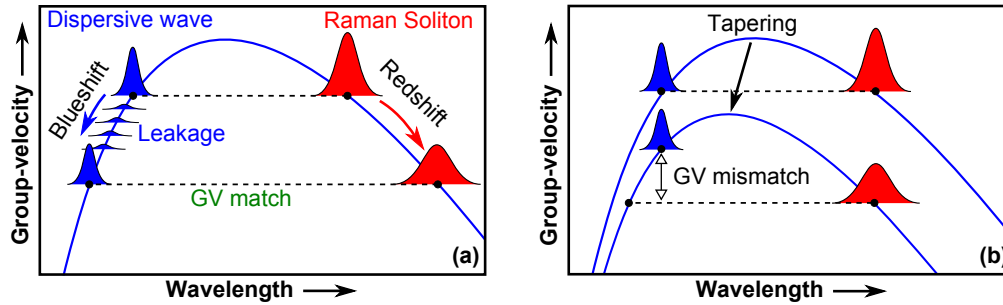 Dispersive wave
Raman Soliton
Blueshift
Redshift
Leakage
GV match
Group-velocity
Wavelength
(a)
Tapering
GV mismatch
Group-velocity
Wavelength
(b)